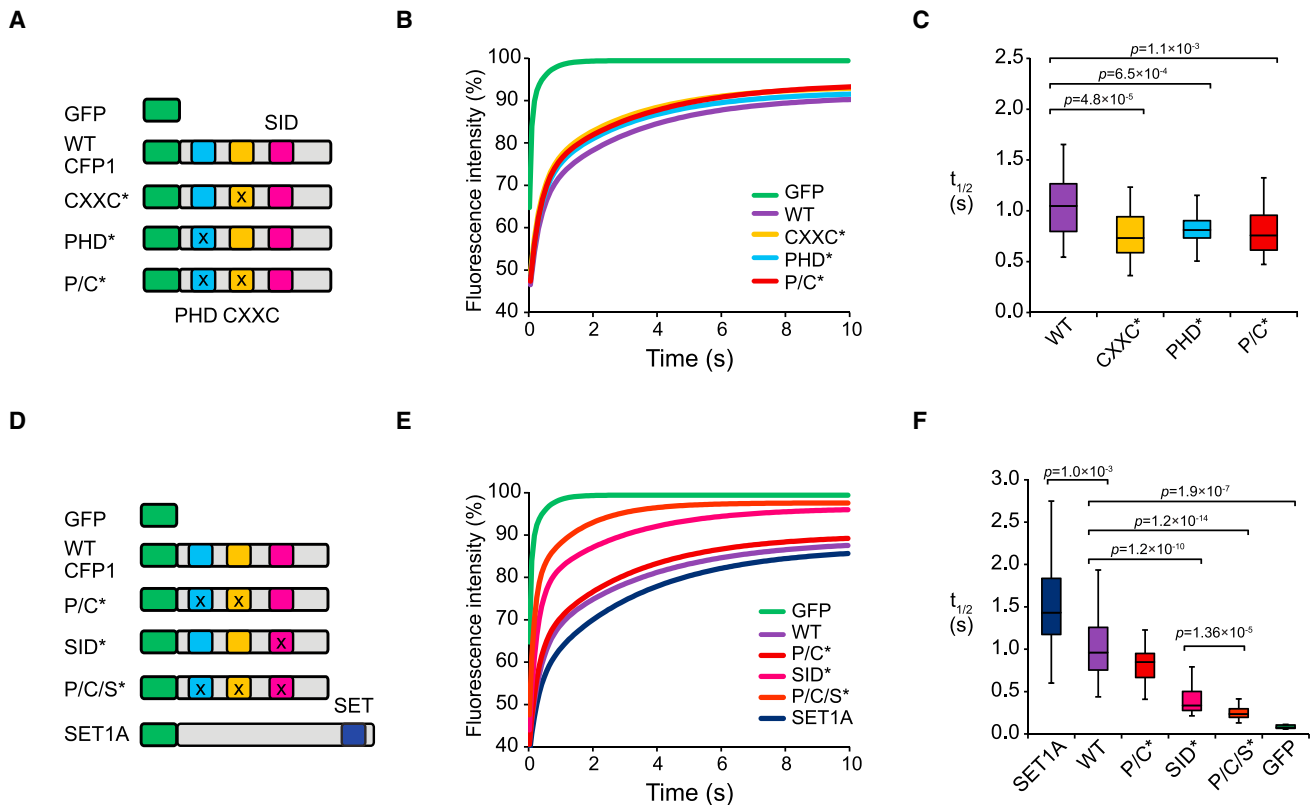 A
GFP
SID
WT
CFP1
CXXC*
X
PHD*
X
P/C*
X X
PHD CXXC
B
Fluorescence intensity (%)
100
90
80
70
60
50
40
GFP
WT
CXXC*
PHD*
P/C*
0 2 4 6 8 10
Time (s)
C
p=1.1×10-3
p=6.5×10-4
p=4.8×10-5
t1/2
(s)
2.5
2.0
1.5
1.0
0.5
0.0
WT
CXXC*
PHD*
P/C*
D
GFP
WT
CFP1
P/C*
X X
SID*
X
P/C/S*
X X X
SET
SET1A
E
Fluorescence intensity (%)
100
90
80
70
60
50
40
GFP
WT
P/C*
SID*
P/C/S*
SET1A
0 2 4 6 8 10
Time (s)
F
p=1.0×10-3
p=1.9×10-7
p=1.2×10-14
p=1.2×10-10
p=1.36×10-5
t1/2
(s)
3.0
2.5
2.0
1.5
1.0
0.5
0.0
SET1A
WT
P/C*
SID*
P/C/S*
GFP